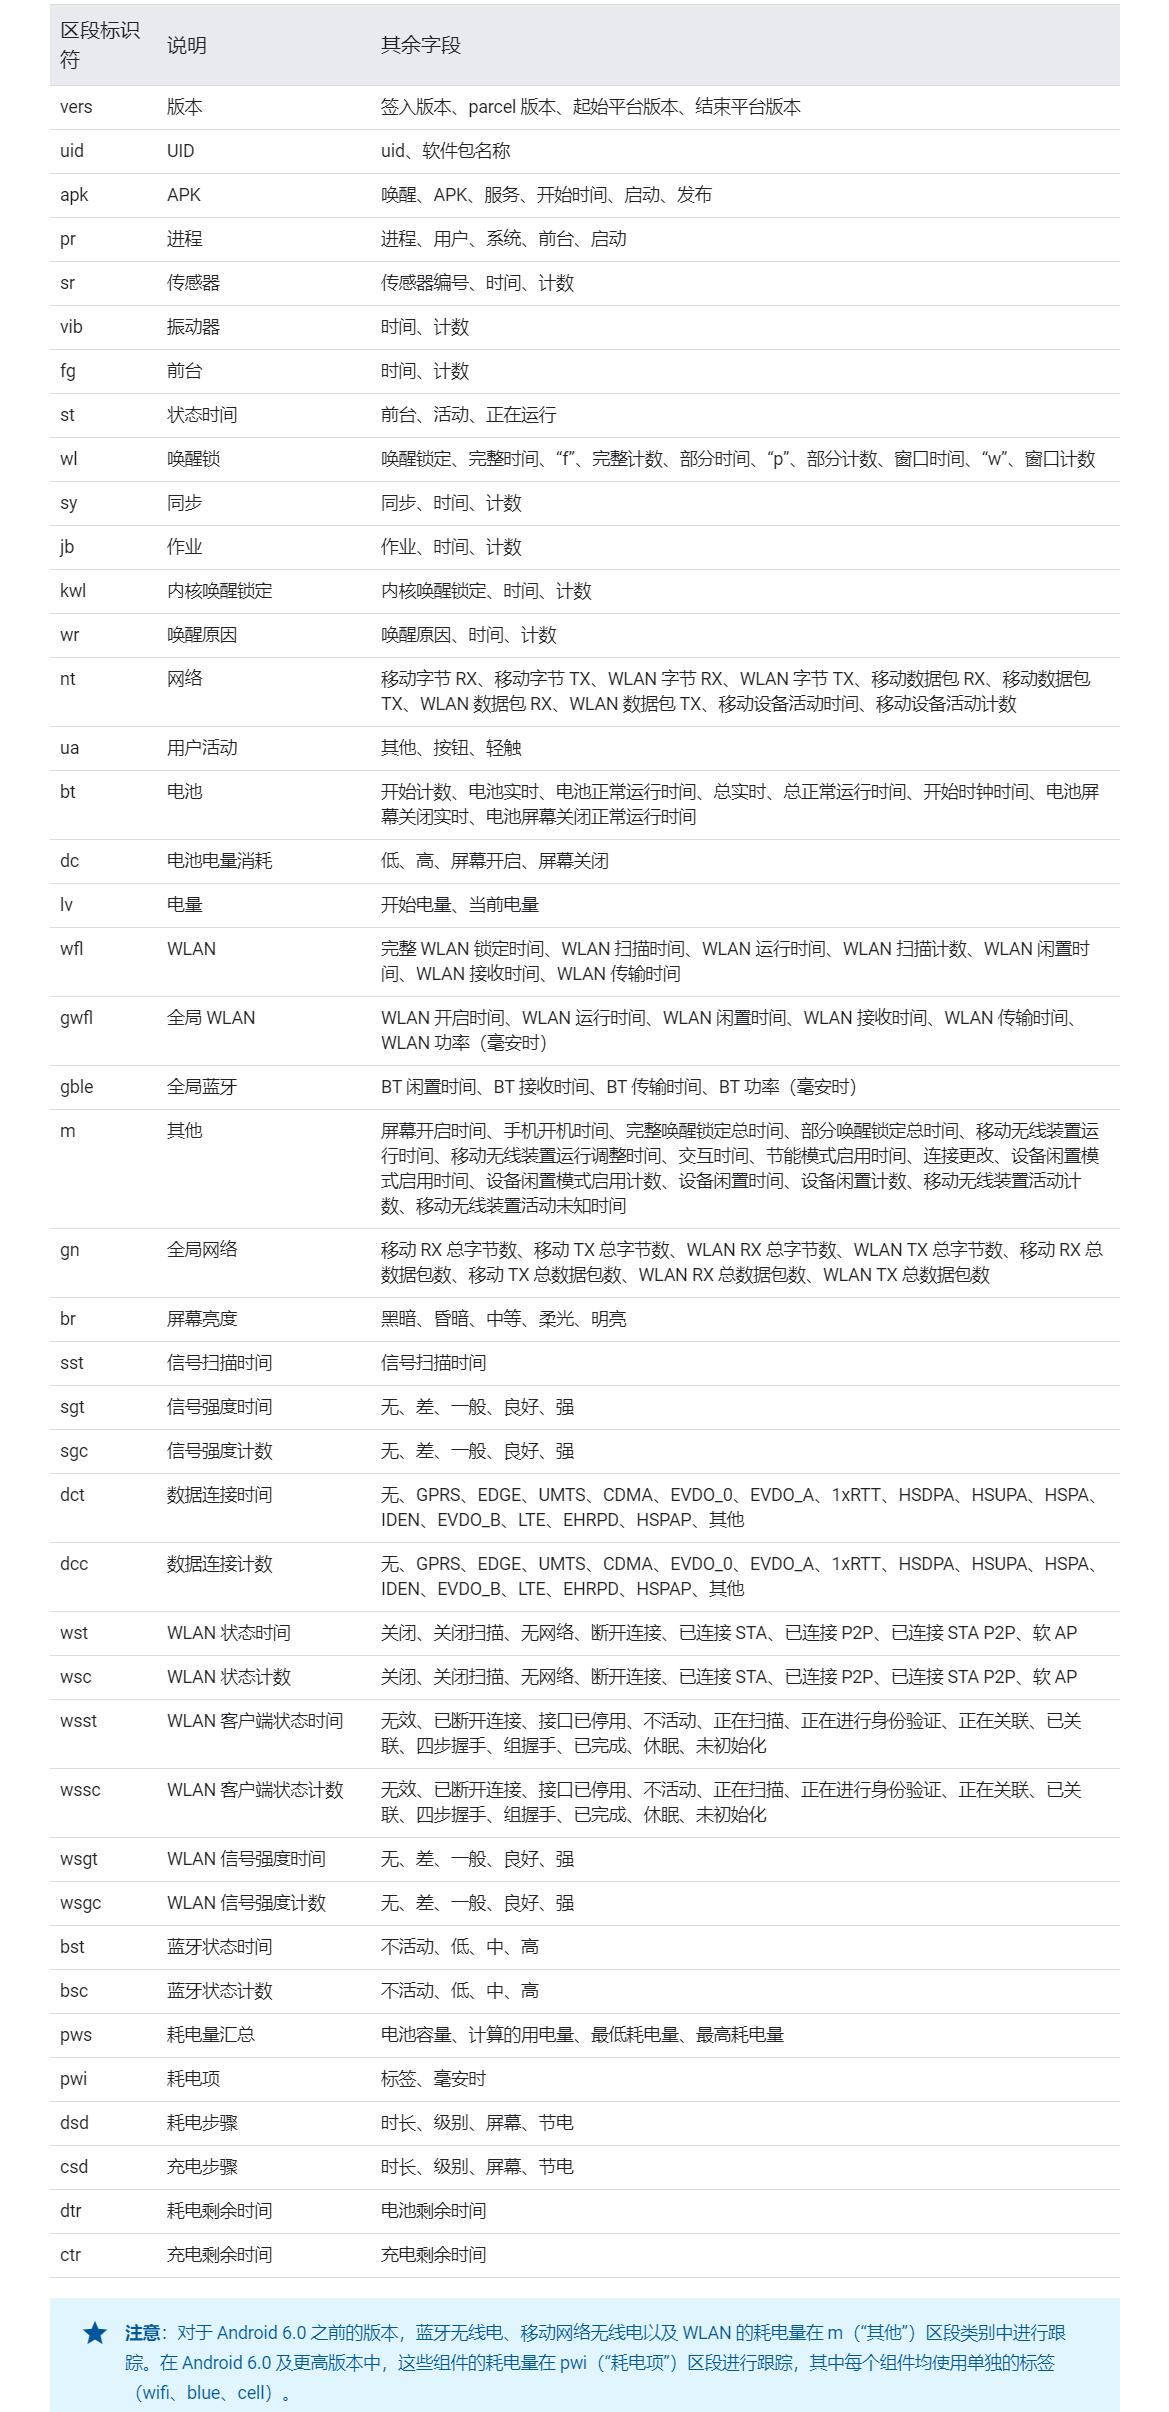 区段标识符 说明 其余字段
vers 版本 签入版本、parcel 版本、起始平台版本、结束平台版本
uid UID uid、软件包名称
apk APK 唤醒、APK、服务、开始时间、启动、发布
pr 进程 进程、用户、系统、前台、启动
sr 传感器 传感器编号、时间、计数
vib 振动器 时间、计数
fg 前台 时间、计数
st 状态时间 前台、活动、正在运行
wl 唤醒锁 唤醒锁定、完整时间、“f”、完整计数、部分时间、“p”、部分计数、窗口时间、“w”、窗口计数
sy 同步 同步、时间、计数
jb 作业 作业、时间、计数
kwl 内核唤醒锁定 内核唤醒锁定、时间、计数
wr 唤醒原因 唤醒原因、时间、计数
nt 网络 移动字节 RX、移动字节 TX、WLAN 字节 RX、WLAN 字节 TX、移动数据包 RX、移动数据包
TX、WLAN 数据包 RX、WLAN 数据包 TX、移动设备活动时间、移动设备活动计数
ua 用户活动 其他、按钮、轻触
bt 电池 开始计数、电池实时、电池正常运行时间、总实时、总正常运行时间、开始时钟时间、电池屏
幕关闭实时、电池屏幕关闭正常运行时间
dc 电池电量消耗 低、高、屏幕开启、屏幕关闭
lv 电量 开始电量、当前电量
wfl WLAN 完整 WLAN 锁定时间、WLAN 扫描时间、WLAN 运行时间、WLAN 扫描计数、WLAN 闲置时
间、WLAN 接收时间、WLAN 传输时间
gwfl 全局 WLAN WLAN 开启时间、WLAN 运行时间、WLAN 闲置时间、WLAN 接收时间、WLAN 传输时间、
WLAN 功率（毫安时）
gble 全局蓝牙 BT 闲置时间、BT 接收时间、BT 传输时间、BT 功率（毫安时）
m 其他 屏幕开启时间、手机开机时间、完整唤醒锁定总时间、部分唤醒锁定总时间、移动无线装置运
行时间、移动无线装置运行调整时间、交互时间、节能模式启用时间、连接更改、设备闲置模
式启用时间、设备闲置模式启用计数、设备闲置时间、设备闲置计数、移动无线装置活动计
数、移动无线装置活动未知时间
gn 全局网络 移动 RX 总字节数、移动 TX 总字节数、WLAN RX 总字节数、WLAN TX 总字节数、移动 RX 总
数据包数、移动 TX 总数据包数、WLAN RX 总数据包数、WLAN TX 总数据包数
br 屏幕亮度 黑暗、昏暗、中等、柔光、明亮
sst 信号扫描时间 信号扫描时间
sgt 信号强度时间 无、差、一般、良好、强
sgc 信号强度计数 无、差、一般、良好、强
dct 数据连接时间 无、GPRS、EDGE、UMTS、CDMA、EVDO_0、EVDO_A、1xRTT、HSDPA、HSUPA、HSPA、
IDEN、EVDO_B、LTE、EHRPD、HSPAP、其他
dcc 数据连接计数 无、GPRS、EDGE、UMTS、CDMA、EVDO_0、EVDO_A、1xRTT、HSDPA、HSUPA、HSPA、
IDEN、EVDO_B、LTE、EHRPD、HSPAP、其他
wst WLAN 状态时间 关闭、关闭扫描、无网络、断开连接、已连接 STA、已连接 P2P、已连接 STA P2P、软 AP
wsc WLAN 状态计数 关闭、关闭扫描、无网络、断开连接、已连接 STA、已连接 P2P、已连接 STA P2P、软 AP
wsst WLAN 客户端状态时间 无效、已断开连接、接口已停用、不活动、正在扫描、正在进行身份验证、正在关联、已关
联、四步握手、组握手、已完成、休眠、未初始化
wssc WLAN 客户端状态计数 无效、已断开连接、接口已停用、不活动、正在扫描、正在进行身份验证、正在关联、已关
联、四步握手、组握手、已完成、休眠、未初始化
wsgt WLAN 信号强度时间 无、差、一般、良好、强
wsgc WLAN 信号强度计数 无、差、一般、良好、强
bst 蓝牙状态时间 不活动、低、中、高
bsc 蓝牙状态计数 不活动、低、中、高
pws 耗电量汇总 电池容量、计算的用电量、最低耗电量、最高耗电量
pwi 耗电项 标签、毫安时
dsd 耗电步骤 时长、级别、屏幕、节电
csd 充电步骤 时长、级别、屏幕、节电
dtr 耗电剩余时间 电池剩余时间
ctr 充电剩余时间 充电剩余时间
注意：对于 Android 6.0 之前的版本，蓝牙无线电、移动网络无线电以及 WLAN 的耗电量在 m（“其他”）区段类别中进行跟
踪。在 Android 6.0 及更高版本中，这些组件的耗电量在 pwi（“耗电项”）区段进行跟踪，其中每个组件均使用单独的标签
（wifi、blue、cell）。